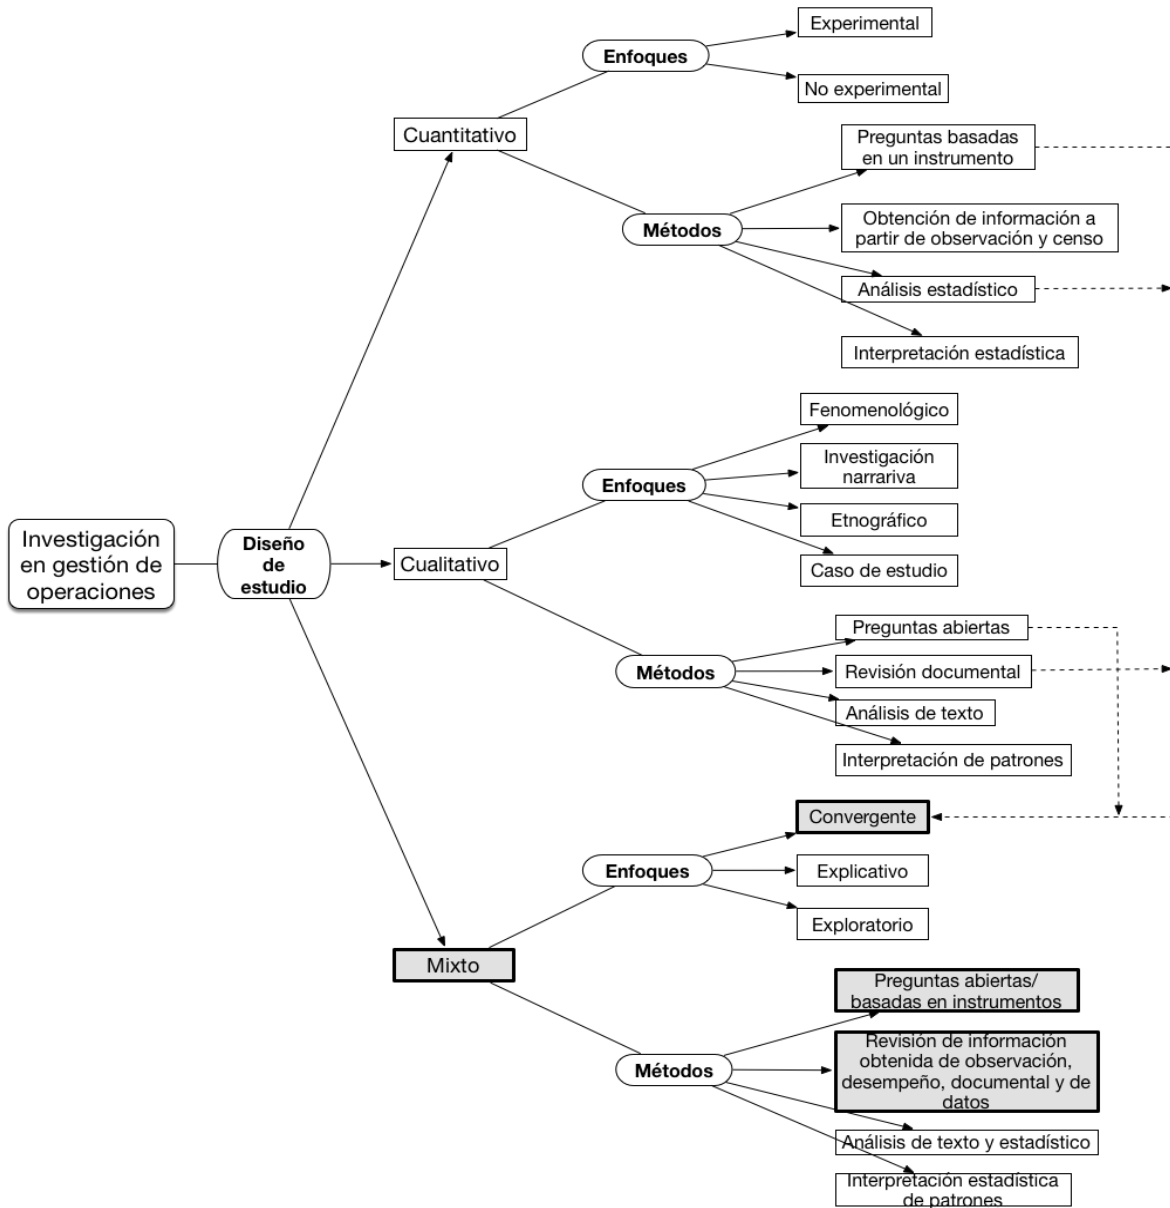 Experimental
Enfoques
No experimental
Cuantitativo
Preguntas basadas
en un instrumento
Métodos
Obtención de información a
partir de observación y censo
Análisis estadístico
Interpretación estadística
Fenomenológico
Investigación
narrariva
Enfoques
Etnográfico
Investigación
en gestión de
operaciones
Diseño
de
estudio
Cualitativo
Caso de estudio
Preguntas abiertas
Métodos
Revisión documental
Análisis de texto
Interpretación de patrones
Convergente
Enfoques
Explicativo
Exploratorio
Mixto
Preguntas abiertas/
basadas en instrumentos
Métodos
Revisión de información
obtenida de observación,
desempeño, documental y de
datos
Análisis de texto y estadístico
Interpretación estadística
de patrones